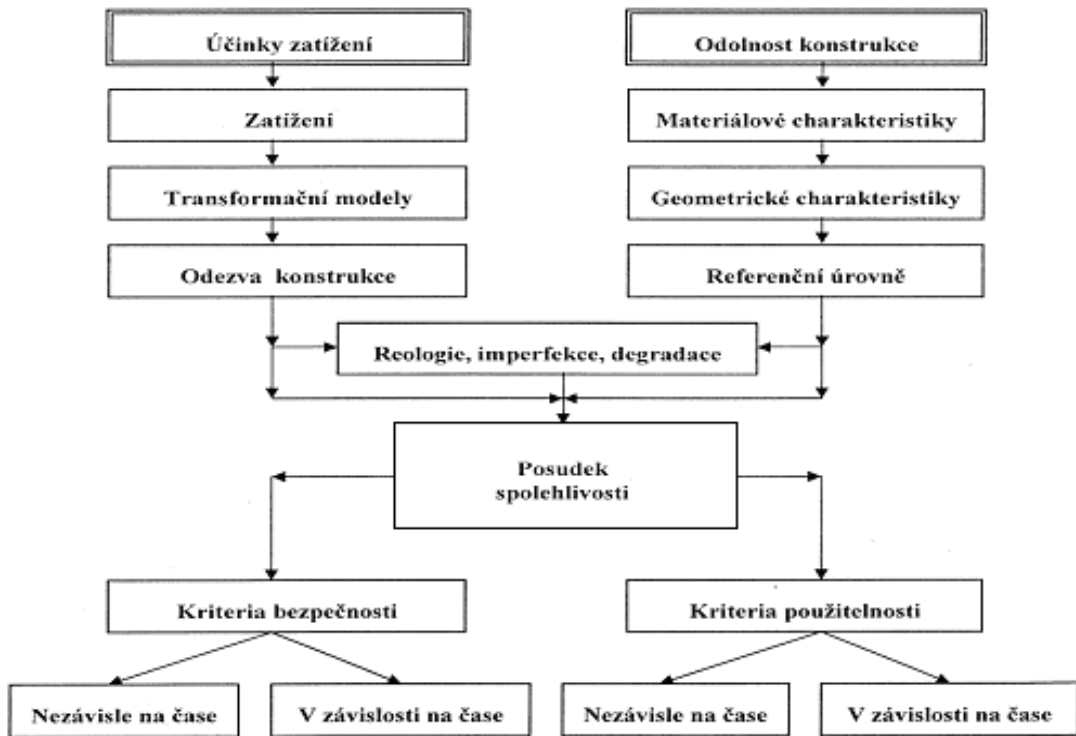 Účinky zatížení
Odolnost konstrukce
Zatížení
Materiálové charakteristiky
Transformační modely
Geometrické charakteristiky
Odezva konstrukce
Referenční úrovně
Reologie, imperfekce, degradace
Posudek
spolehlivosti
Kriteria bezpečnosti
Kriteria použitelnosti
Nezávisle na čase
V závislosti na čase
Nezávisle na čase
V závislosti na čase